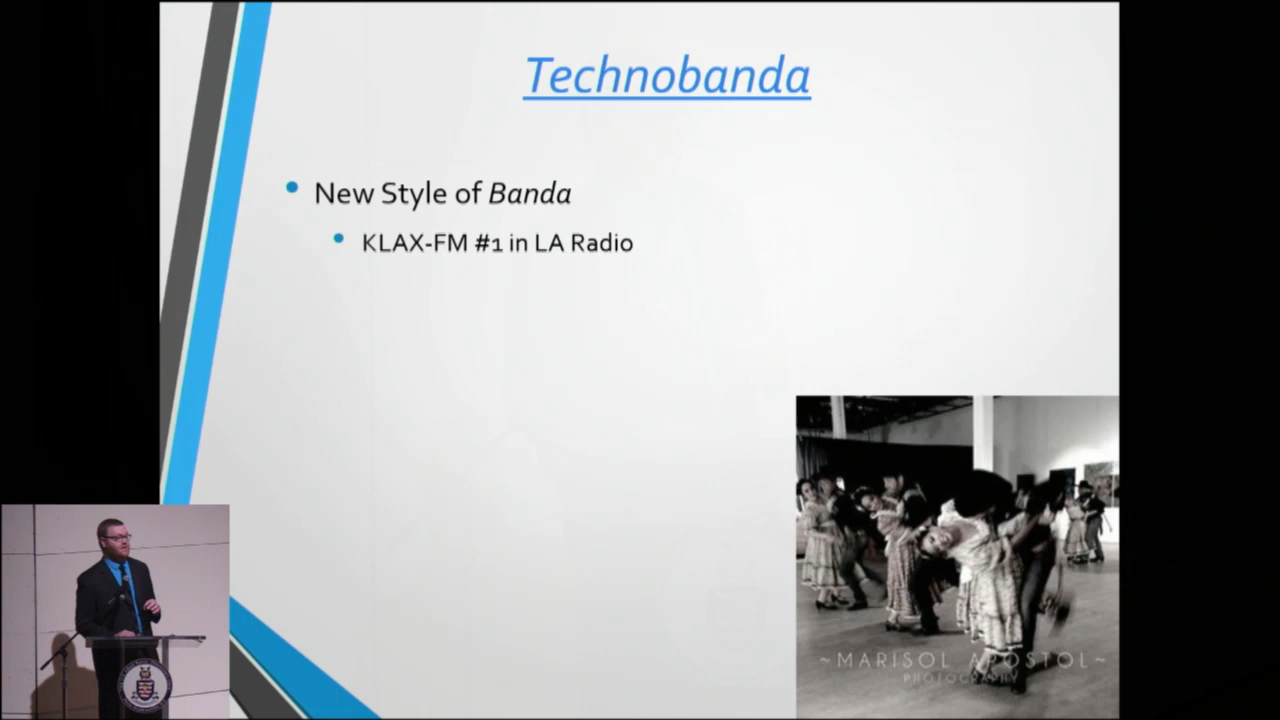 Technobanda
New Style of Banda
KLAX-FM #1 in LA Radio
~MARISOL APOSTOL~
PHOTOGRAPHY